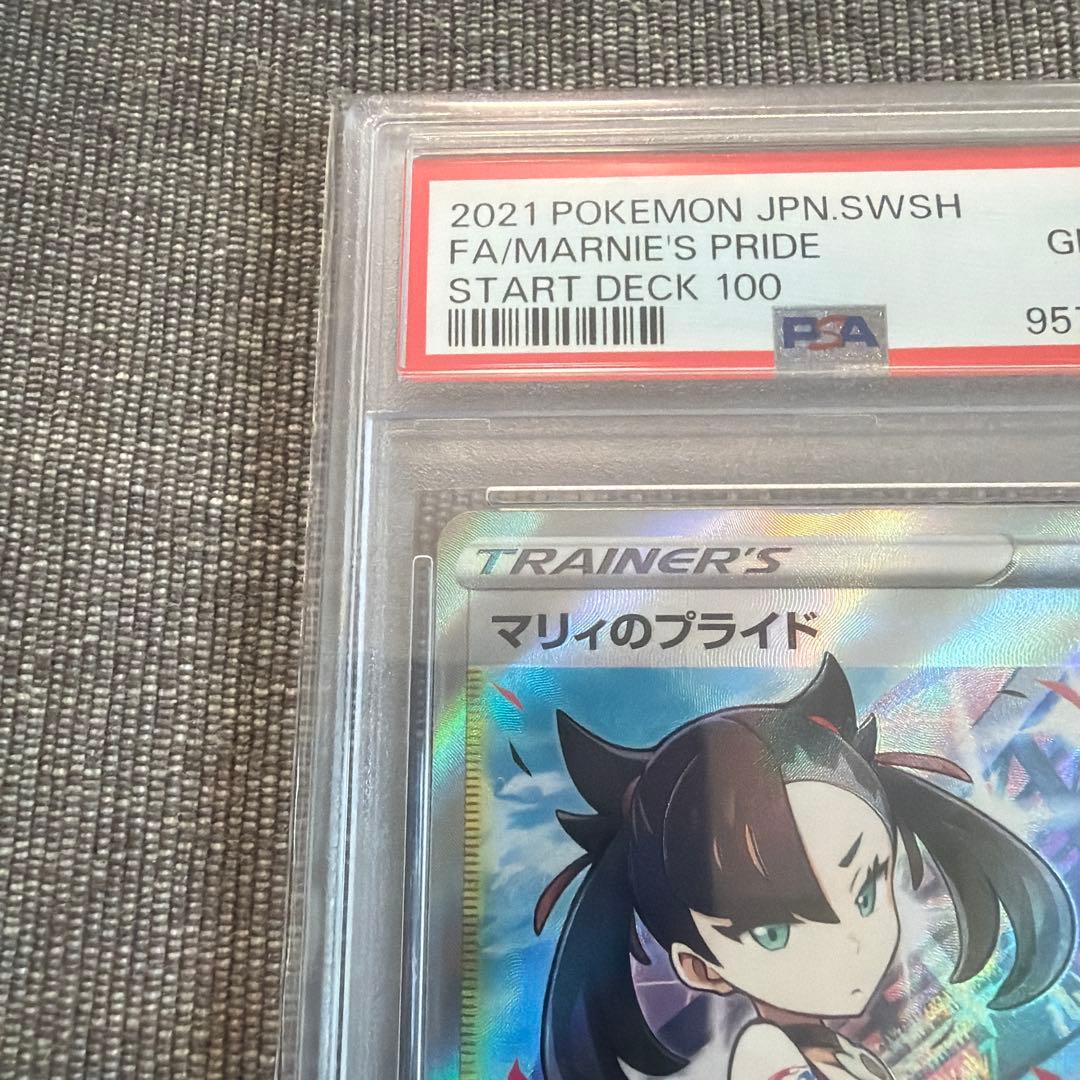 2021 POKEMON JPN.SWSH
FA/MARNIE'S PRIDE
START DECK 100
PSA
957
TRAINER'S
マリィのプライド